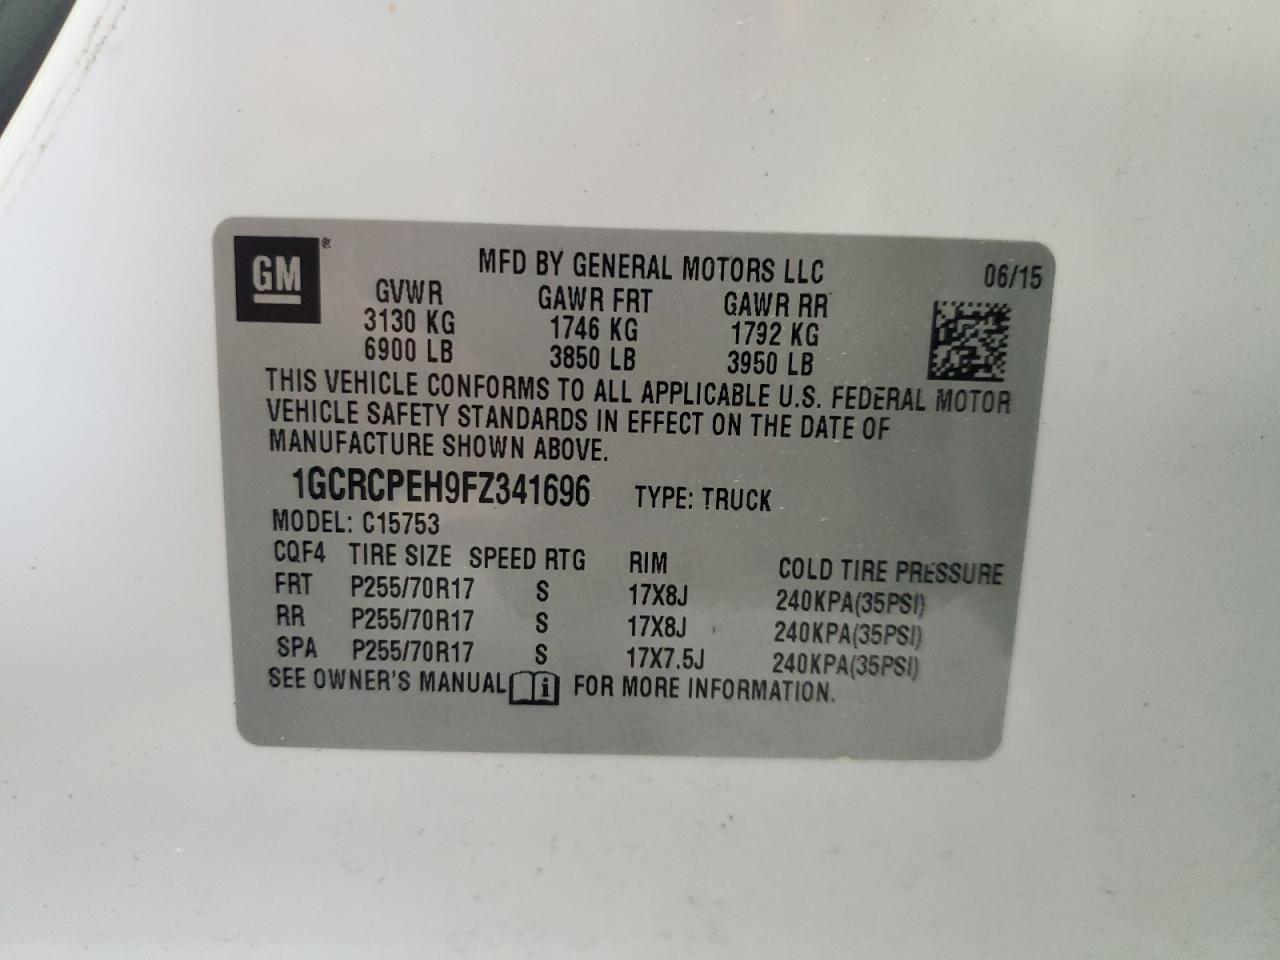 GM ®
MFD BY GENERAL MOTORS LLC 06/15
GVWR GAWR FRT GAWR RR
3130 KG 1746 KG 1792 KG
6900 LB 3850 LB 3950 LB
THIS VEHICLE CONFORMS TO ALL APPLICABLE U.S. FEDERAL MOTOR
VEHICLE SAFETY STANDARDS IN EFFECT ON THE DATE OF
MANUFACTURE SHOWN ABOVE.
1GCRCPEH9FZ341696 TYPE: TRUCK
MODEL: C15753
CQF4 TIRE SIZE SPEED RTG RIM COLD TIRE PRESSURE
FRT P255/70R17 S 17X8J 240KPA(35PSI)
RR P255/70R17 S 17X8J 240KPA(35PSI)
SPA P255/70R17 S 17X7.5J 240KPA(35PSI)
SEE OWNER'S MANUAL i FOR MORE INFORMATION.